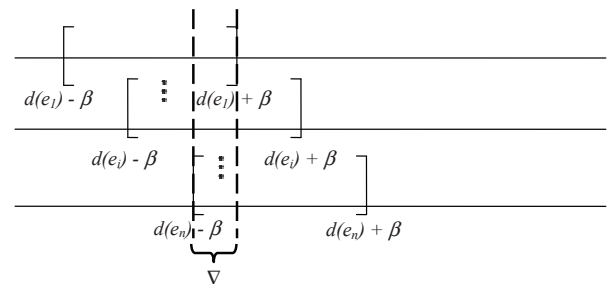 d(e₁) - β d(e₁) + β
d(eᵢ) - β d(eᵢ) + β
d(eₙ) - β d(eₙ) + β
∇